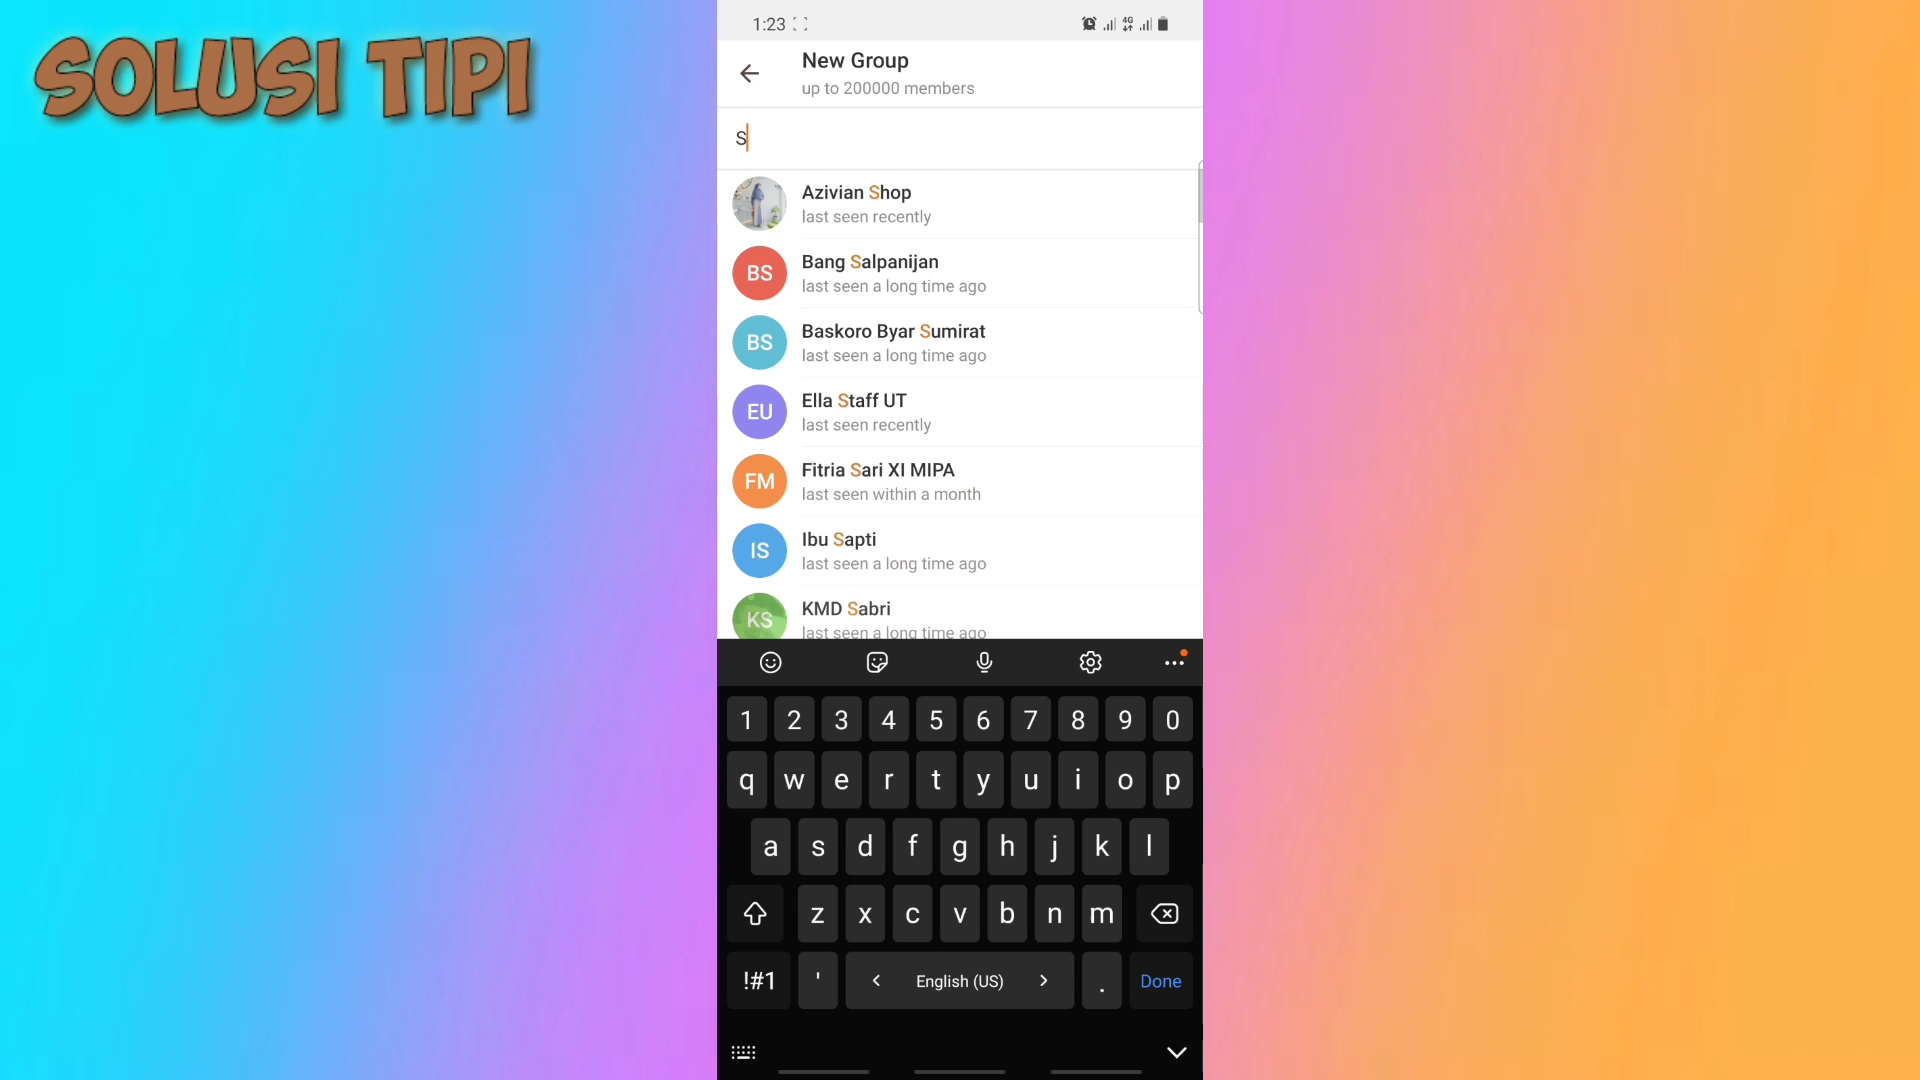 SOLUSI TIPI
1:23
4G
New Group
up to 200000 members
S
Azivian Shop
last seen recently
BS
Bang Salpanijan
last seen a long time ago
BS
Baskoro Byar Sumirat
last seen a long time ago
EU
Ella Staff UT
last seen recently
FM
Fitria Sari XI MIPA
last seen within a month
IS
Ibu Sapti
last seen a long time ago
KS
KMD Sabri
last seen a long time ago
1 2 3 4 5 6 7 8 9 0
q w e r t y u i o p
a s d f g h j k l
z x c v b n m
!#1 ' < English (US) > . Done